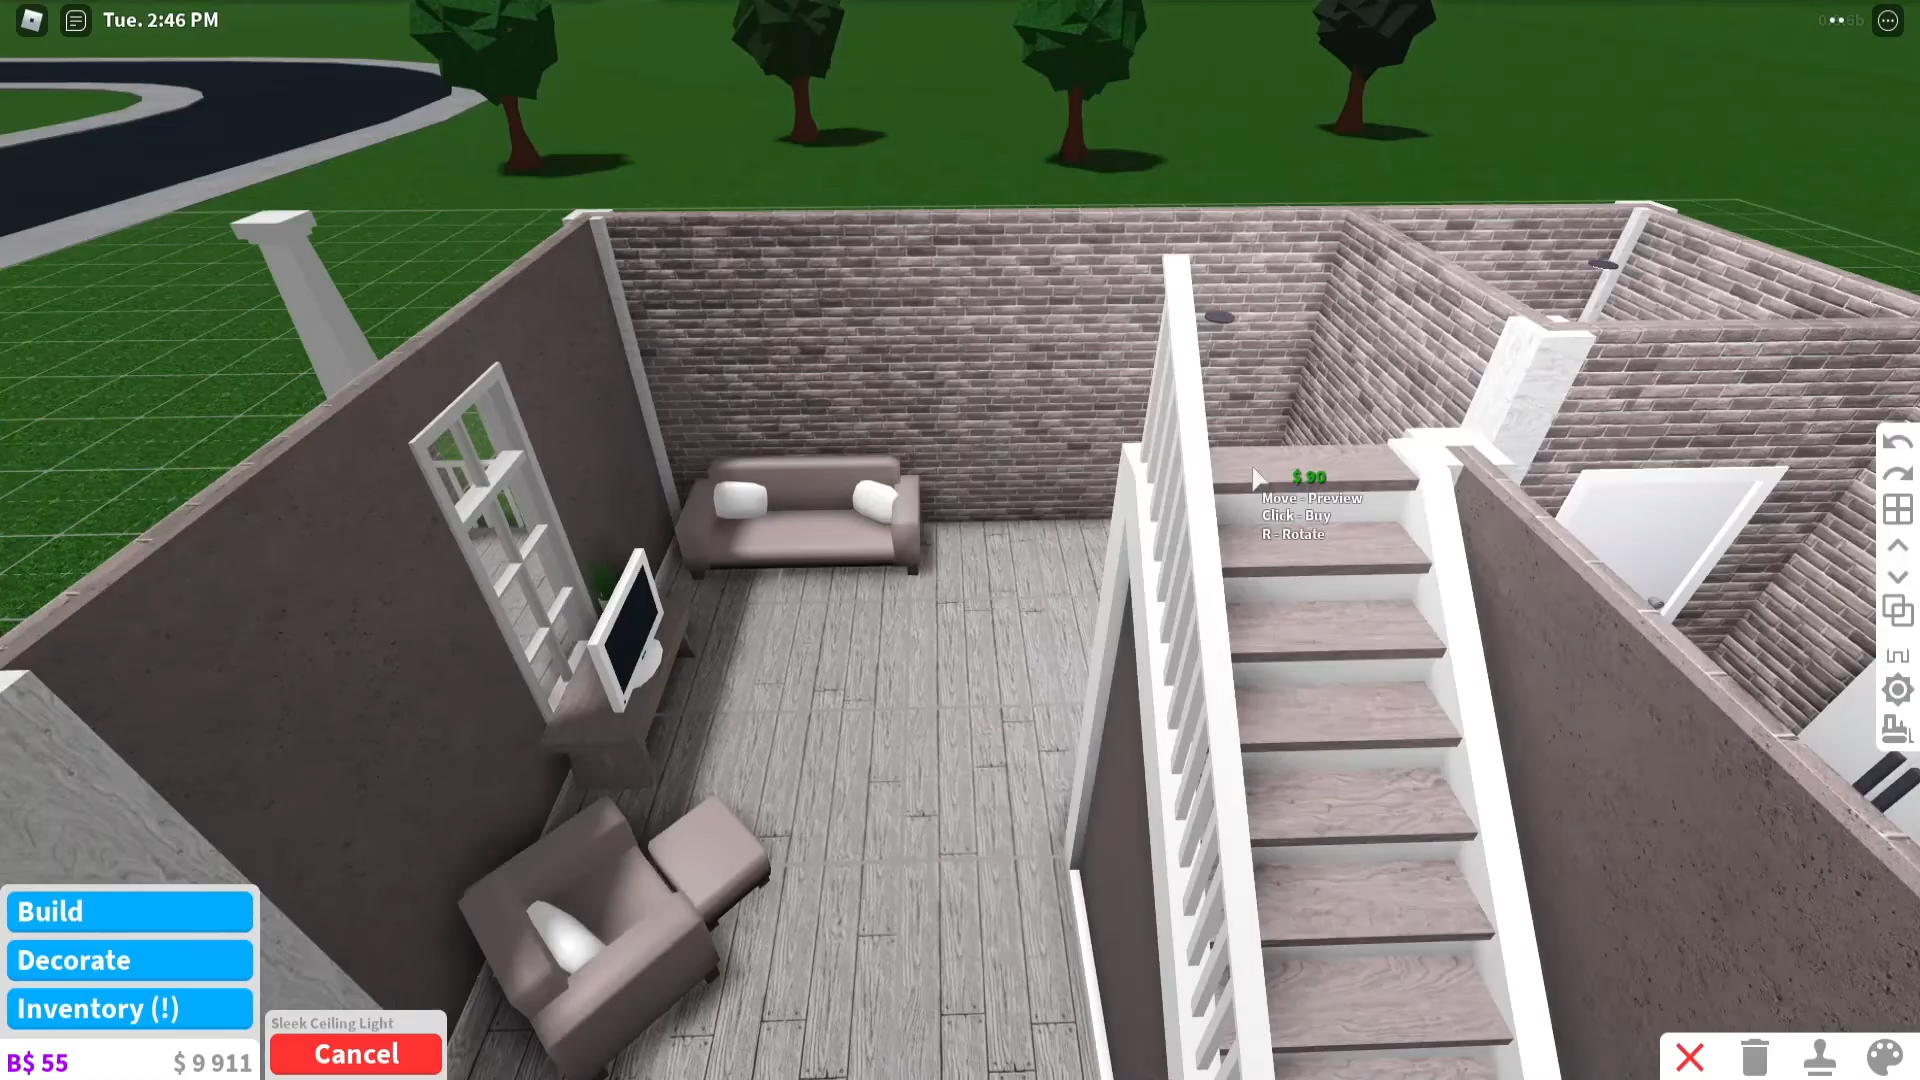 Tue. 2:46 PM
$ 90
Move - Preview
Click - Buy
R - Rotate
Build
Decorate
Inventory (!)
Sleek Ceiling Light
Cancel
B$ 55
$ 9 911